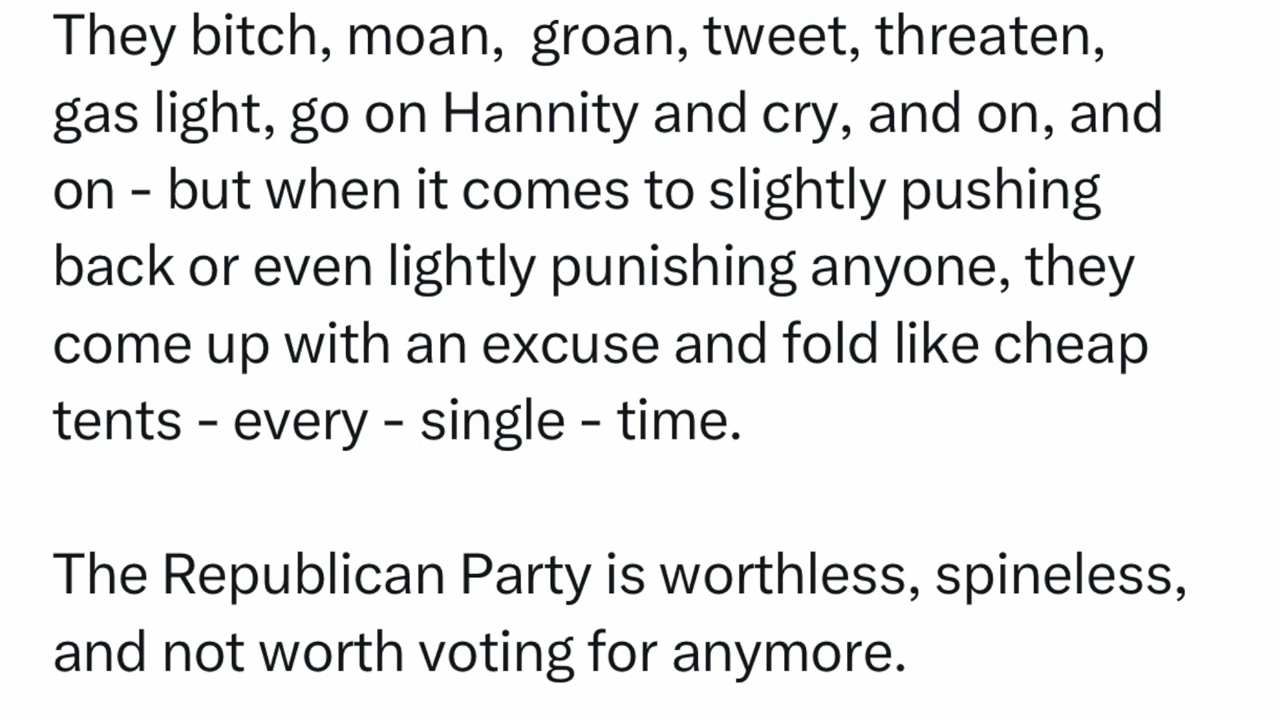 They bitch, moan,  groan, tweet, threaten,
gas light, go on Hannity and cry, and on, and
on - but when it comes to slightly pushing
back or even lightly punishing anyone, they
come up with an excuse and fold like cheap
tents - every - single - time.
The Republican Party is worthless, spineless,
and not worth voting for anymore.